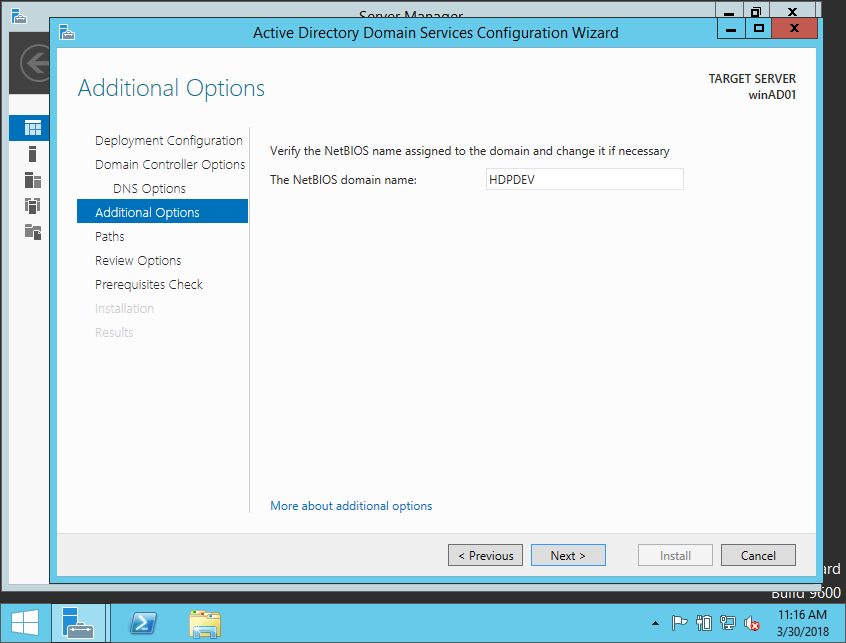 Server Manager
Active Directory Domain Services Configuration Wizard
Additional Options
TARGET SERVER
winAD01
Deployment Configuration
Domain Controller Options
DNS Options
Additional Options
Paths
Review Options
Prerequisites Check
Installation
Results
Verify the NetBIOS name assigned to the domain and change it if necessary
The NetBIOS domain name: HDPDEV
More about additional options
< Previous Next > Install Cancel
Build 9600
11:16 AM
3/30/2018